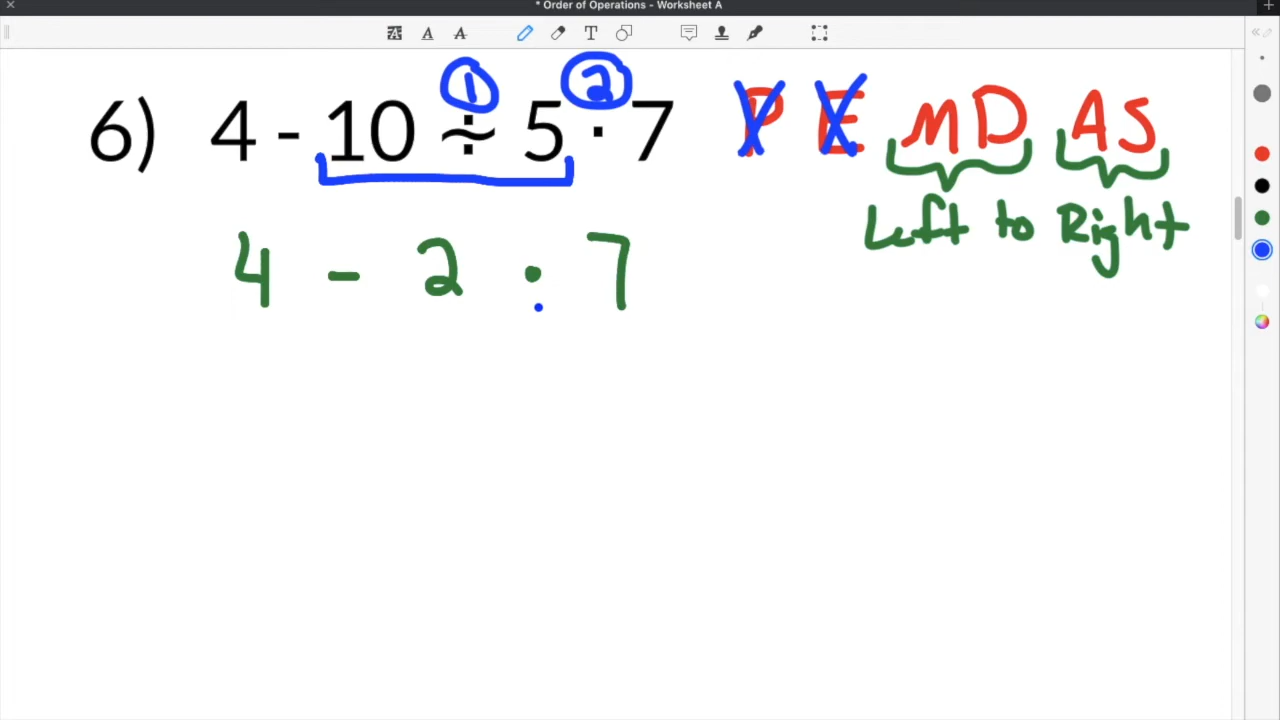 * Order of Operations - Worksheet A
A A A T
① ②
6) 4 - 10 ÷ 5 · 7 P E MD AS
Left to Right
4 - 2 · 7